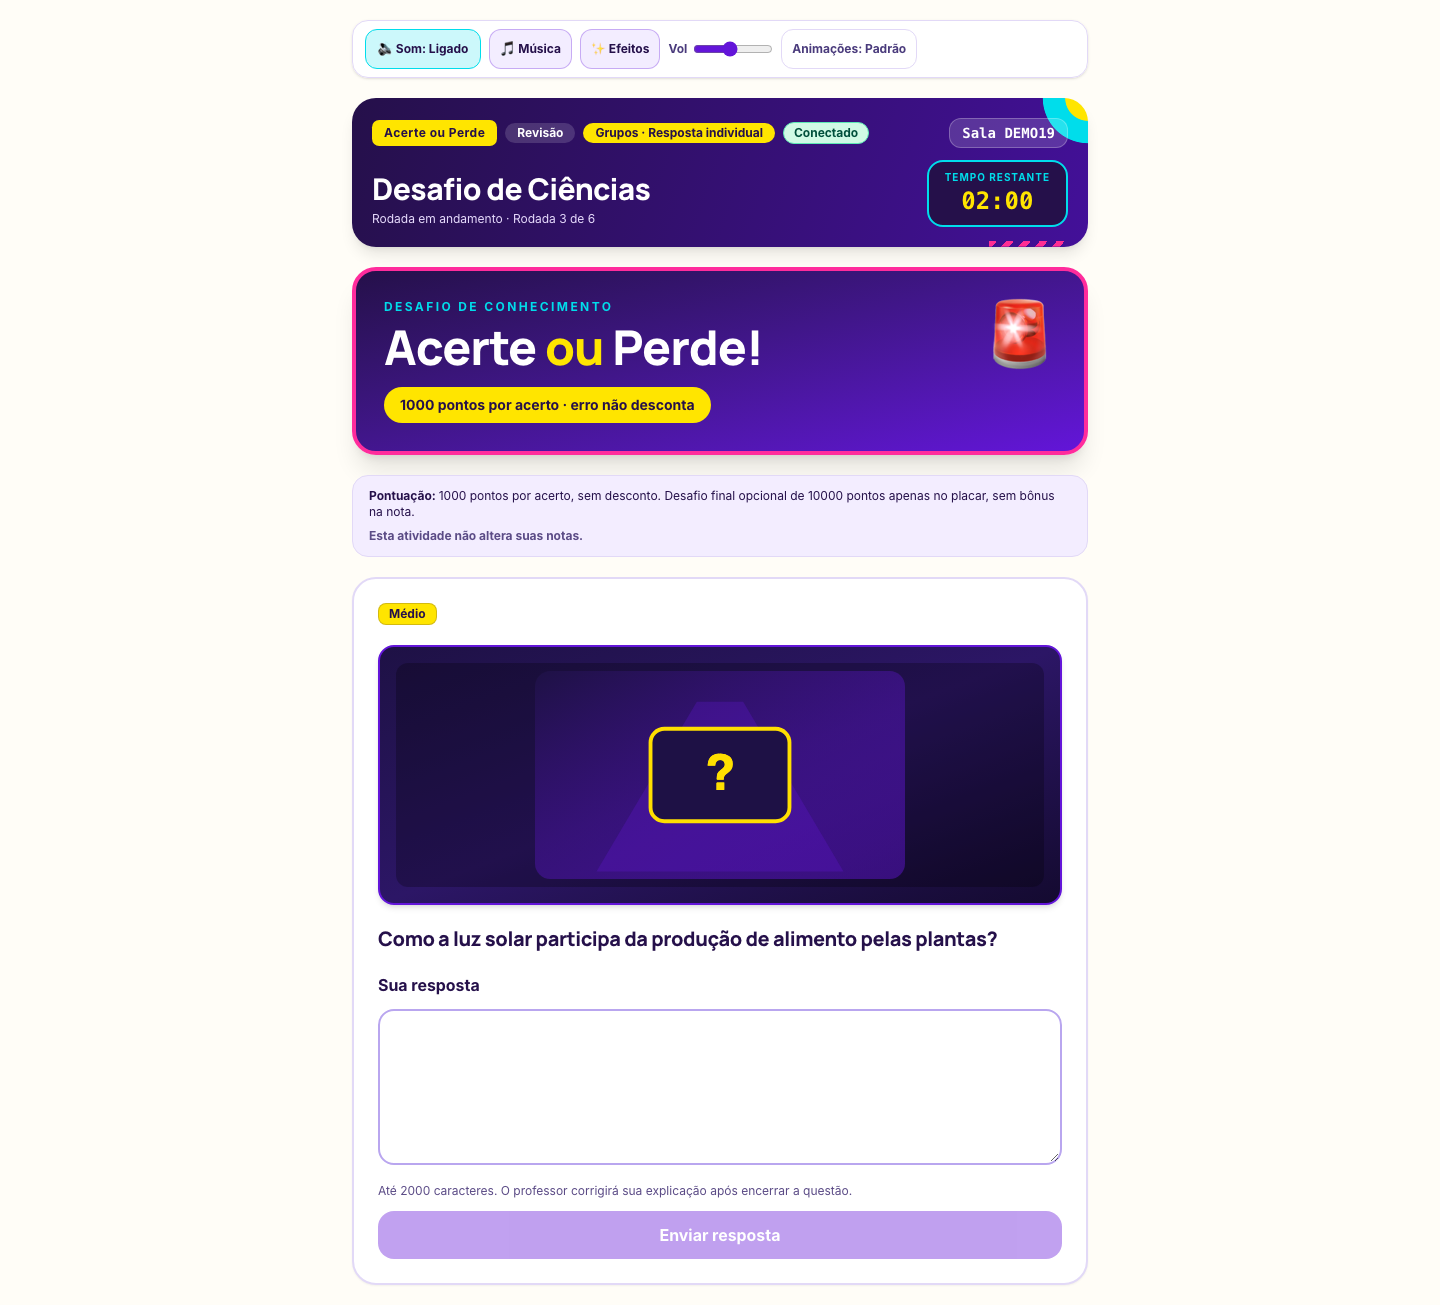 Som: Ligado
Música
Efeitos
Vol
Animações: Padrão
Acerte ou Perde
Revisão
Grupos · Resposta individual
Conectado
Sala DEMO19
Desafio de Ciências
Rodada em andamento · Rodada 3 de 6
TEMPO RESTANTE
02:00
DESAFIO DE CONHECIMENTO
Acerte ou Perde!
1000 pontos por acerto · erro não desconta
Pontuação: 1000 pontos por acerto, sem desconto. Desafio final opcional de 10000 pontos apenas no placar, sem bônus
na nota.
Esta atividade não altera suas notas.
Médio
?
Como a luz solar participa da produção de alimento pelas plantas?
Sua resposta
Até 2000 caracteres. O professor corrigirá sua explicação após encerrar a questão.
Enviar resposta